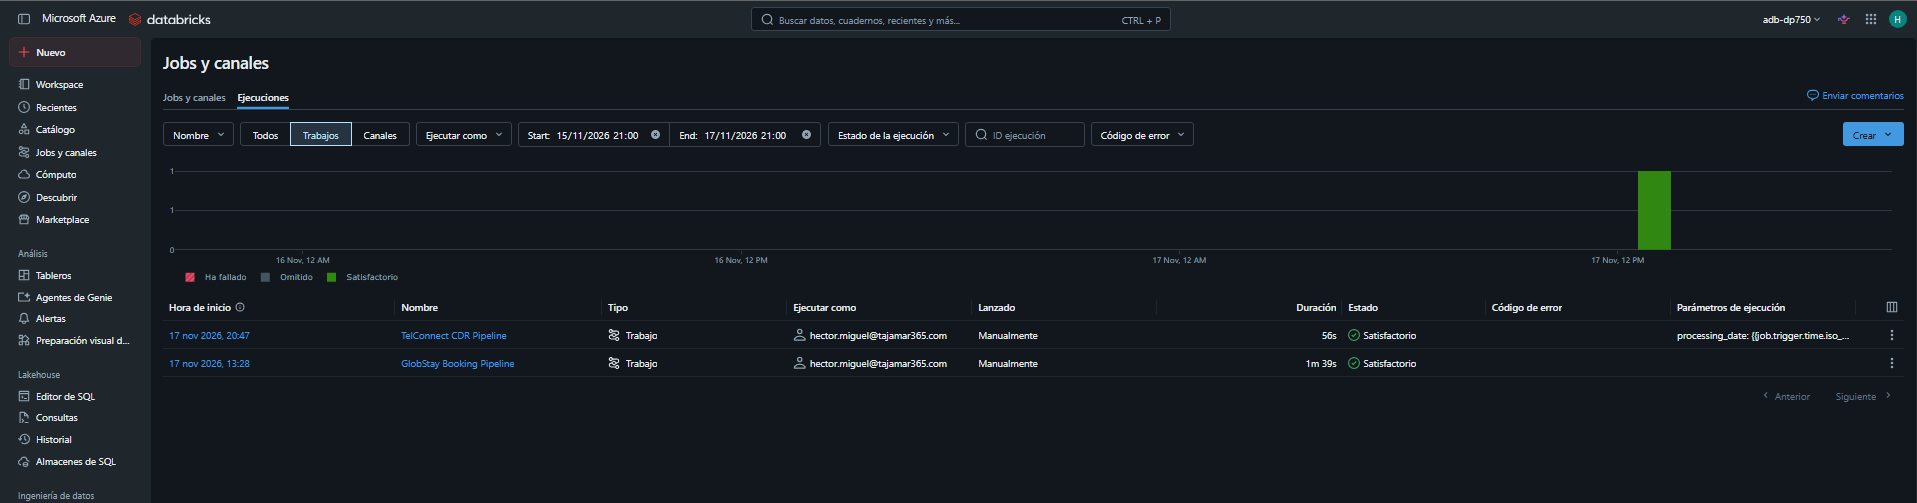 Microsoft Azure databricks
Buscar datos, cuadernos, recientes y más... CTRL + P
adb-dp750 H
Nuevo
Workspace
Recientes
Catálogo
Jobs y canales
Cómputo
Descubrir
Marketplace
Análisis
Tableros
Agentes de Genie
Alertas
Preparación visual d...
Lakehouse
Editor de SQL
Consultas
Historial
Almacenes de SQL
Ingeniería de datos
Jobs y canales
Jobs y canales Ejecuciones
Enviar comentarios
Nombre Todos Trabajos Canales Ejecutar como Start: 15/11/2026 21:00 End: 17/11/2026 21:00 Estado de la ejecución ID ejecución Código de error Crear
1
1
0
16 Nov, 12 AM 16 Nov, 12 PM 17 Nov, 12 AM 17 Nov, 12 PM
Ha fallado Omitido Satisfactorio
Hora de inicio Nombre Tipo Ejecutar como Lanzado Duración Estado Código de error Parámetros de ejecución
17 nov 2026, 20:47 TelConnect CDR Pipeline Trabajo hector.miguel@tajamar365.com Manualmente 56s Satisfactorio processing_date: {{job.trigger.time.iso_...
17 nov 2026, 13:28 GlobStay Booking Pipeline Trabajo hector.miguel@tajamar365.com Manualmente 1m 39s Satisfactorio
Anterior Siguiente